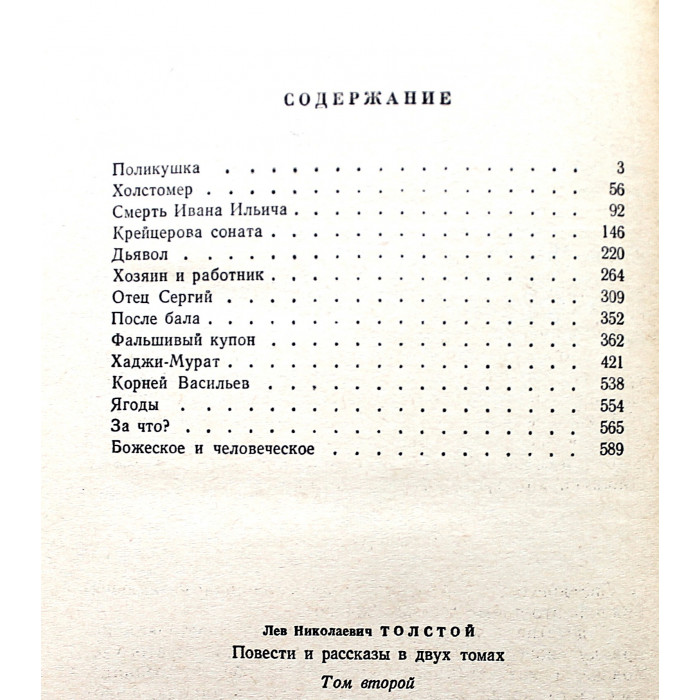 СОДЕРЖАНИЕ
Поликушка . . . . . . . . . . . . . . . . . 3
Холстомер . . . . . . . . . . . . . . . . . 56
Смерть Ивана Ильича . . . . . . . . . . . . . 92
Крейцерова соната . . . . . . . . . . . . . . 146
Дьявол . . . . . . . . . . . . . . . . . . 220
Хозяин и работник . . . . . . . . . . . . . . 264
Отец Сергий . . . . . . . . . . . . . . . . 309
После бала . . . . . . . . . . . . . . . . . 352
Фальшивый купон . . . . . . . . . . . . . . 362
Хаджи-Мурат . . . . . . . . . . . . . . . . 421
Корней Васильев . . . . . . . . . . . . . . . 538
Ягоды . . . . . . . . . . . . . . . . . . 554
За что? . . . . . . . . . . . . . . . . . . 565
Божеское и человеческое . . . . . . . . . . . . 589
Лев Николаевич ТОЛСТОЙ
Повести и рассказы в двух томах
Том второй